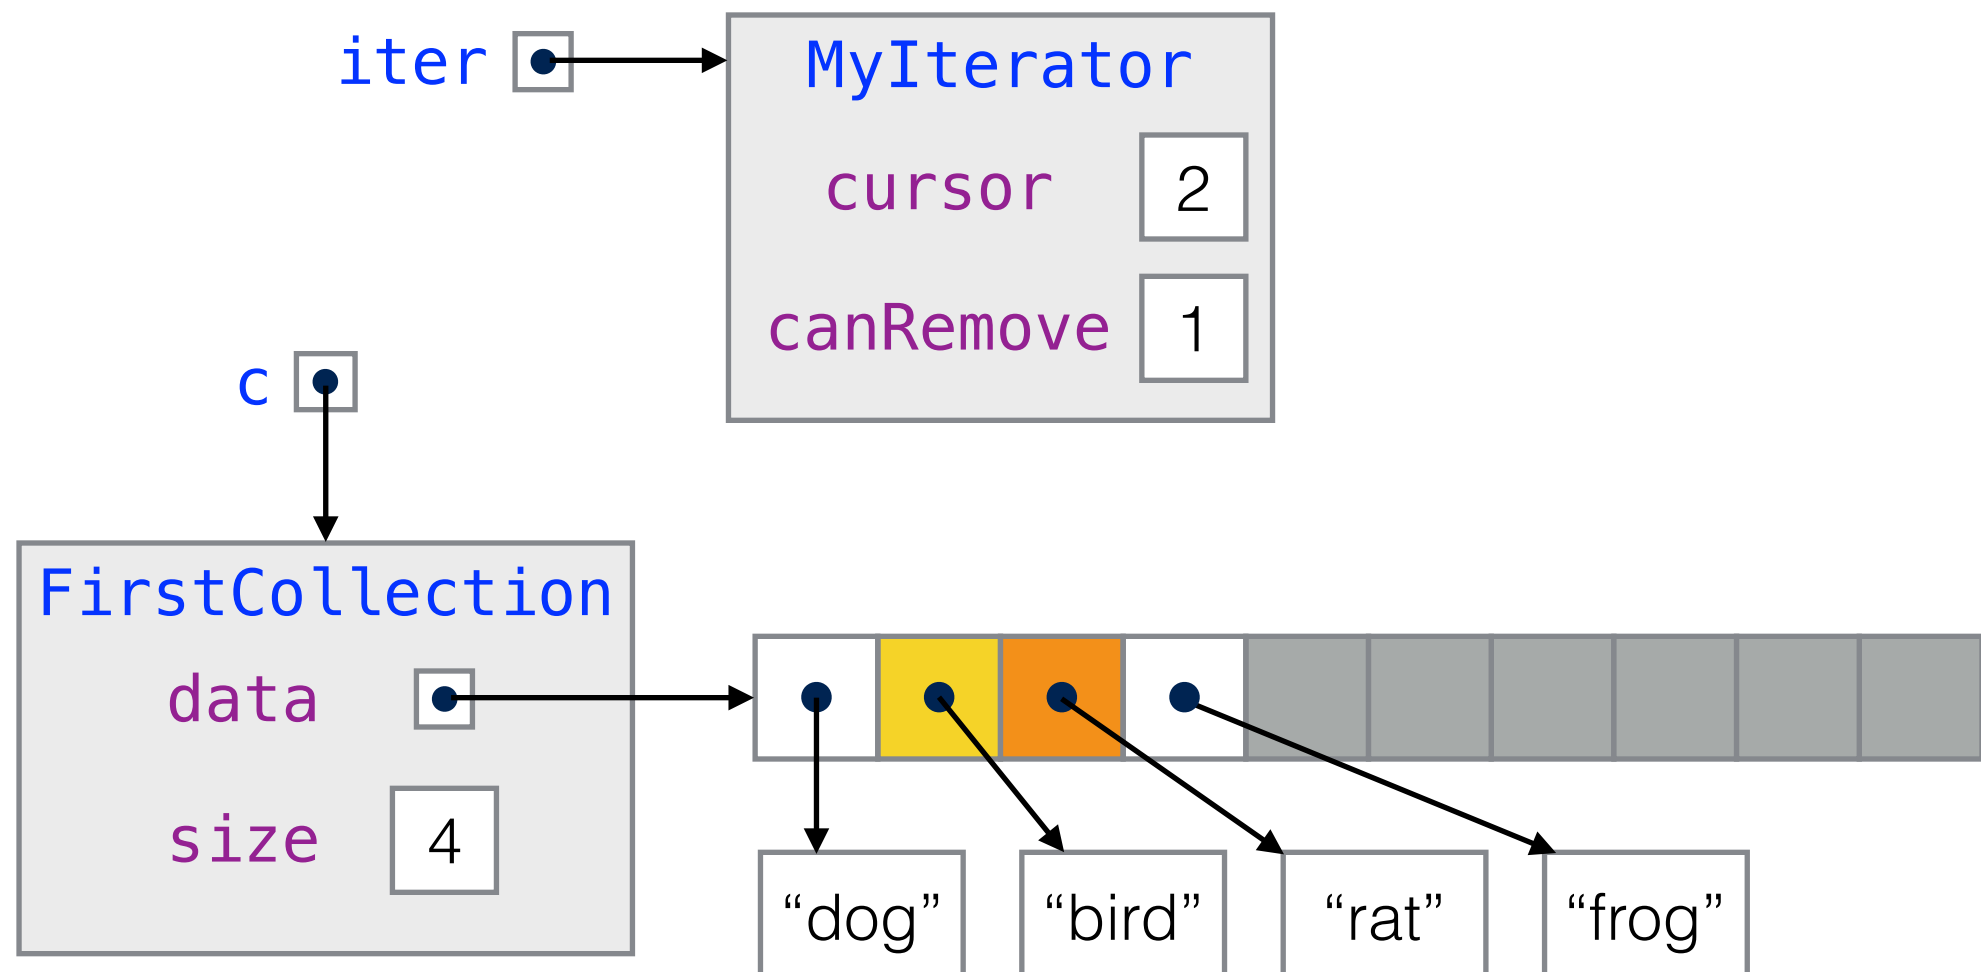 iter
MyIterator
cursor 2
canRemove 1
c
FirstCollection
data
size 4
“dog” “bird” “rat” “frog”